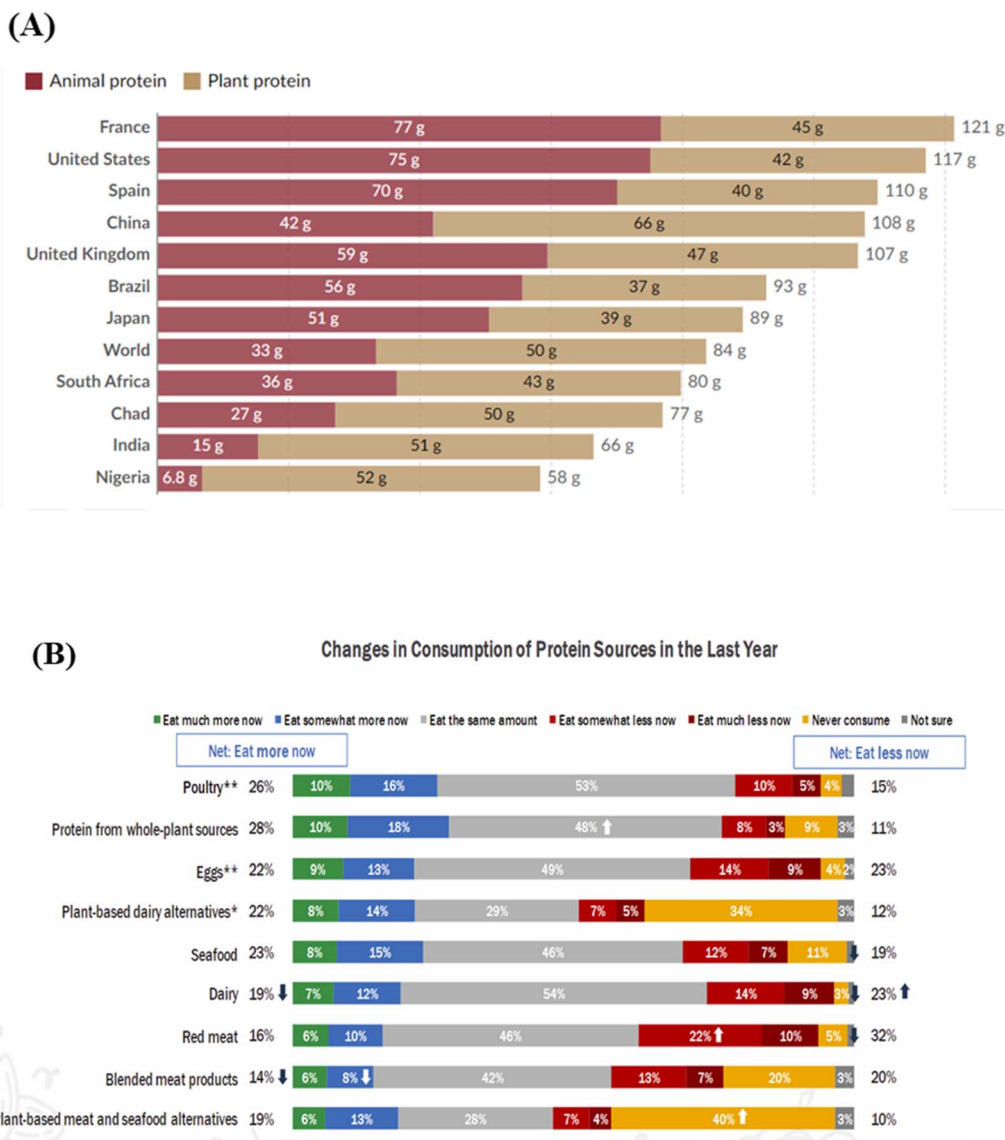 (A)
Animal protein Plant protein
France 77 g 45 g 121 g
United States 75 g 42 g 117 g
Spain 70 g 40 g 110 g
China 42 g 66 g 108 g
United Kingdom 59 g 47 g 107 g
Brazil 56 g 37 g 93 g
Japan 51 g 39 g 89 g
World 33 g 50 g 84 g
South Africa 36 g 43 g 80 g
Chad 27 g 50 g 77 g
India 15 g 51 g 66 g
Nigeria 6.8 g 52 g 58 g
(B) Changes in Consumption of Protein Sources in the Last Year
Eat much more now Eat somewhat more now Eat the same amount Eat somewhat less now Eat much less now Never consume Not sure
Net: Eat more now Net: Eat less now
Poultry** 26% 10% 16% 53% 10% 5% 4% 15%
Protein from whole-plant sources 28% 10% 18% 48% 8% 3% 9% 3% 11%
Eggs** 22% 9% 13% 49% 14% 9% 4% 2% 23%
Plant-based dairy alternatives* 22% 8% 14% 29% 7% 5% 34% 3% 12%
Seafood 23% 8% 15% 46% 12% 7% 11% 19%
Dairy 19% 7% 12% 54% 14% 9% 3% 23%
Red meat 16% 6% 10% 46% 22% 10% 5% 32%
Blended meat products 14% 6% 8% 42% 13% 7% 20% 3% 20%
lant-based meat and seafood alternatives 19% 6% 13% 28% 7% 4% 40% 3% 10%